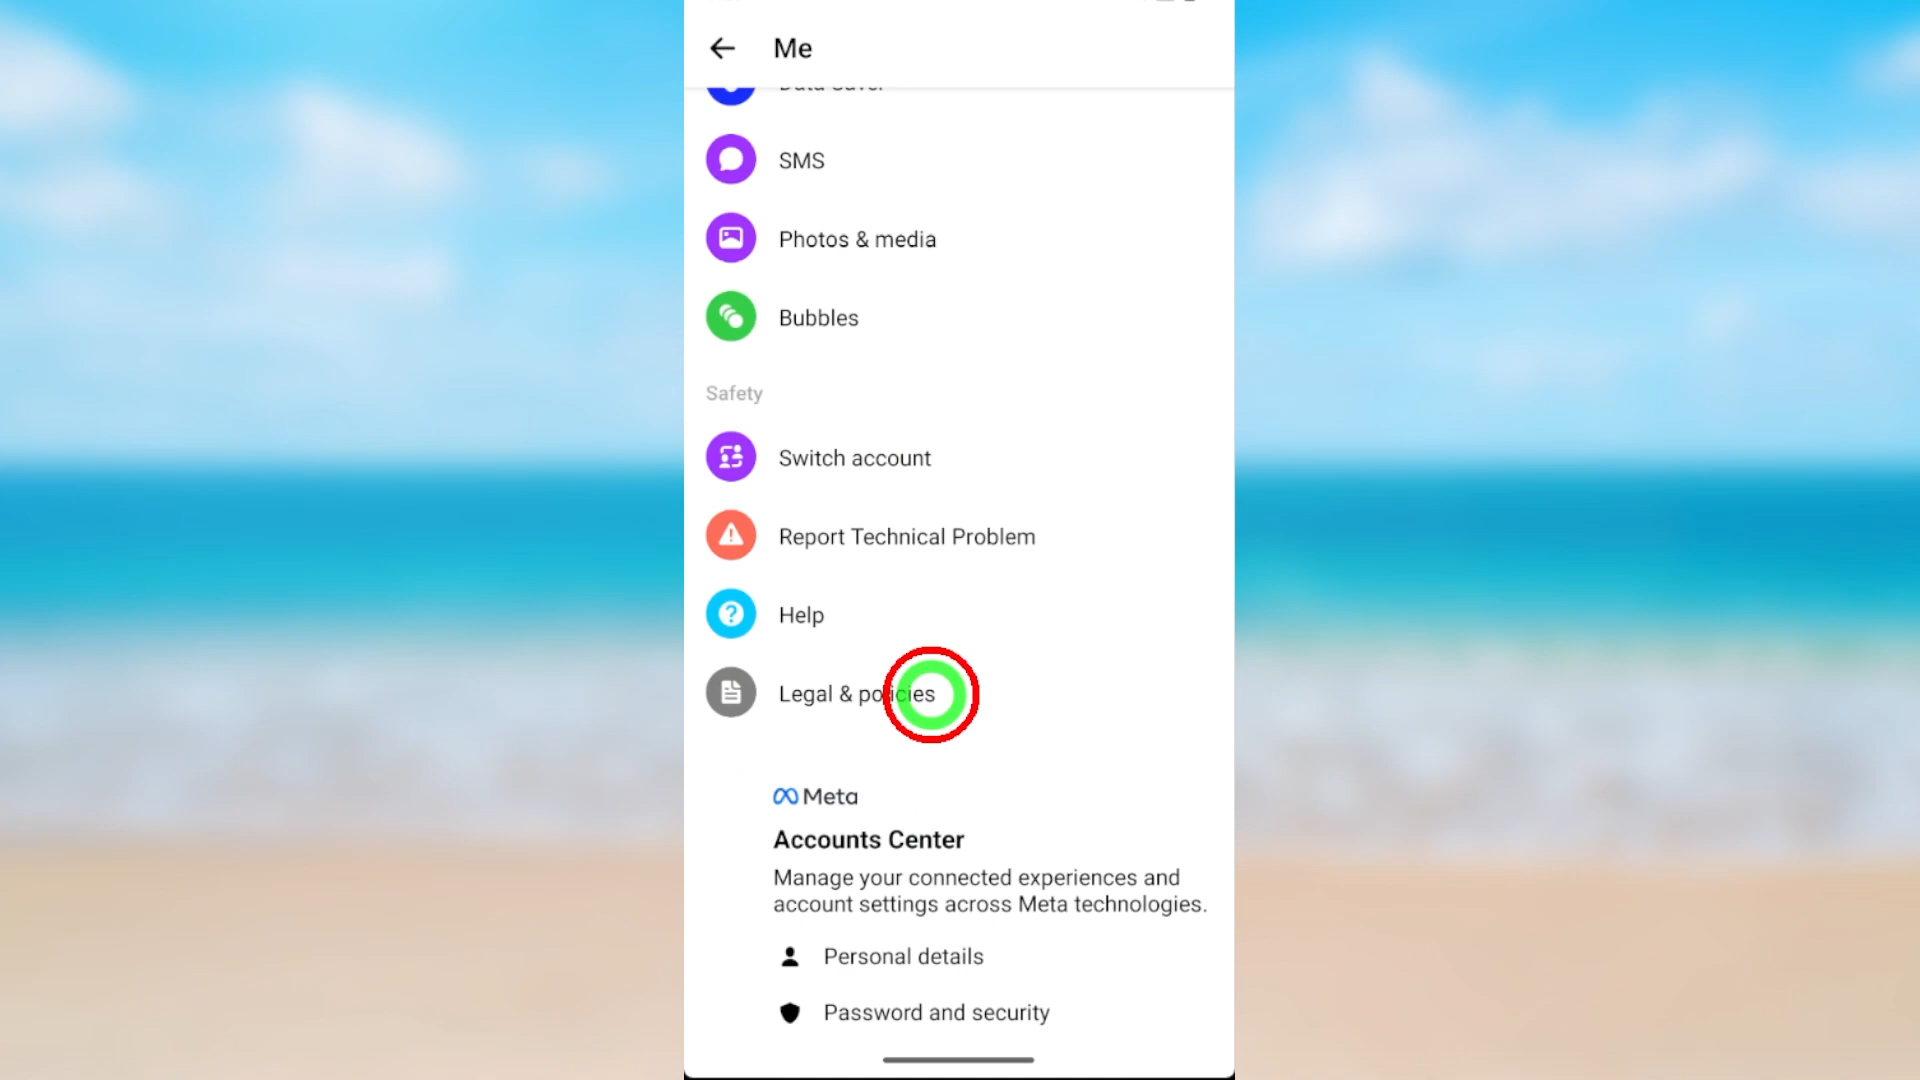 Me
Data Saver
SMS
Photos & media
Bubbles
Safety
Switch account
Report Technical Problem
Help
Legal & policies
Meta
Accounts Center
Manage your connected experiences and
account settings across Meta technologies.
Personal details
Password and security